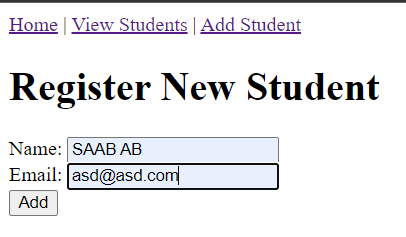 Home | View Students | Add Student
Register New Student
Name: SAAB AB
Email: asd@asd.com
Add